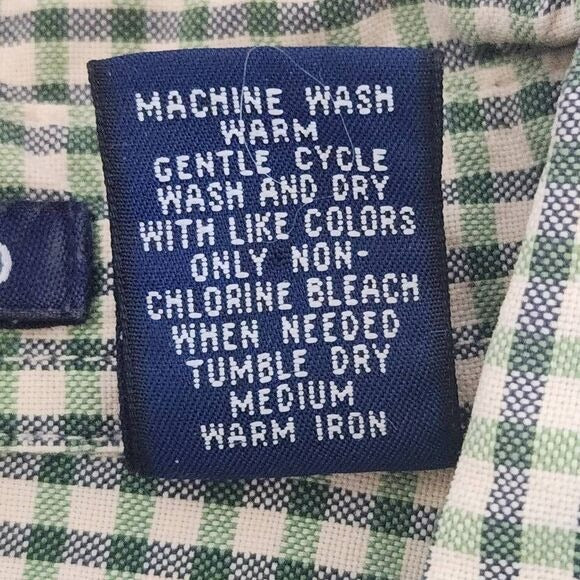 MACHINE WASH
WARM
GENTLE CYCLE
WASH AND DRY
WITH LIKE COLORS
ONLY NON-
CHLORINE BLEACH
WHEN NEEDED
TUMBLE DRY
MEDIUM
WARM IRON